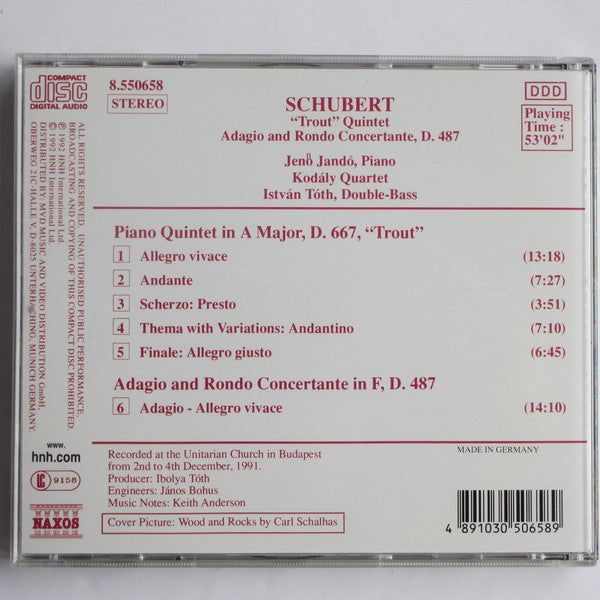 COMPACT
disc
DIGITAL AUDIO
8.550658
STEREO
SCHUBERT
“Trout” Quintet
Adagio and Rondo Concertante, D. 487
Jenő Jandó, Piano
Kodály Quartet
István Tóth, Double-Bass
DDD
Playing
Time :
53'02"
Piano Quintet in A Major, D. 667, “Trout”
1 Allegro vivace (13:18)
2 Andante (7:27)
3 Scherzo: Presto (3:51)
4 Thema with Variations: Andantino (7:10)
5 Finale: Allegro giusto (6:45)
Adagio and Rondo Concertante in F, D. 487
6 Adagio - Allegro vivace (14:10)
Recorded at the Unitarian Church in Budapest
from 2nd to 4th December, 1991.
Producer: Ibolya Tóth
Engineers: János Bohus
Music Notes: Keith Anderson
Cover Picture: Wood and Rocks by Carl Schalhas
MADE IN GERMANY
4 891030 506589
ALL RIGHTS RESERVED. UNAUTHORISED PUBLIC PERFORMANCE,
BROADCASTING AND COPYING OF THIS COMPACT DISC PROHIBITED.
℗ 1992 HNH International Ltd.
© 1992 HNH International Ltd.
DISTRIBUTED BY: MVD MUSIC AND VIDEO DISTRIBUTION GmbH,
OBERWEG 21C-HALLE V, D-8025 UNTERHACHING, MUNICH GERMANY.
www.
hnh.com
LC 9158
NAXOS